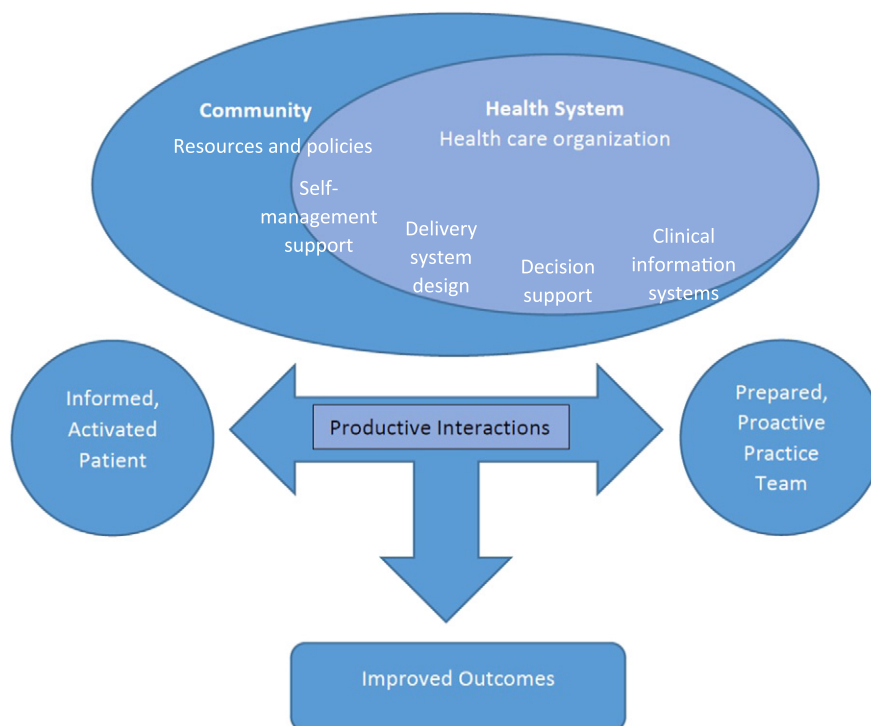 Community
Resources and policies
Health System
Health care organization
Self-
management
support
Delivery
system
design
Decision
support
Clinical
information
systems
Informed,
Activated
Patient
Productive Interactions
Prepared,
Proactive
Practice
Team
Improved Outcomes